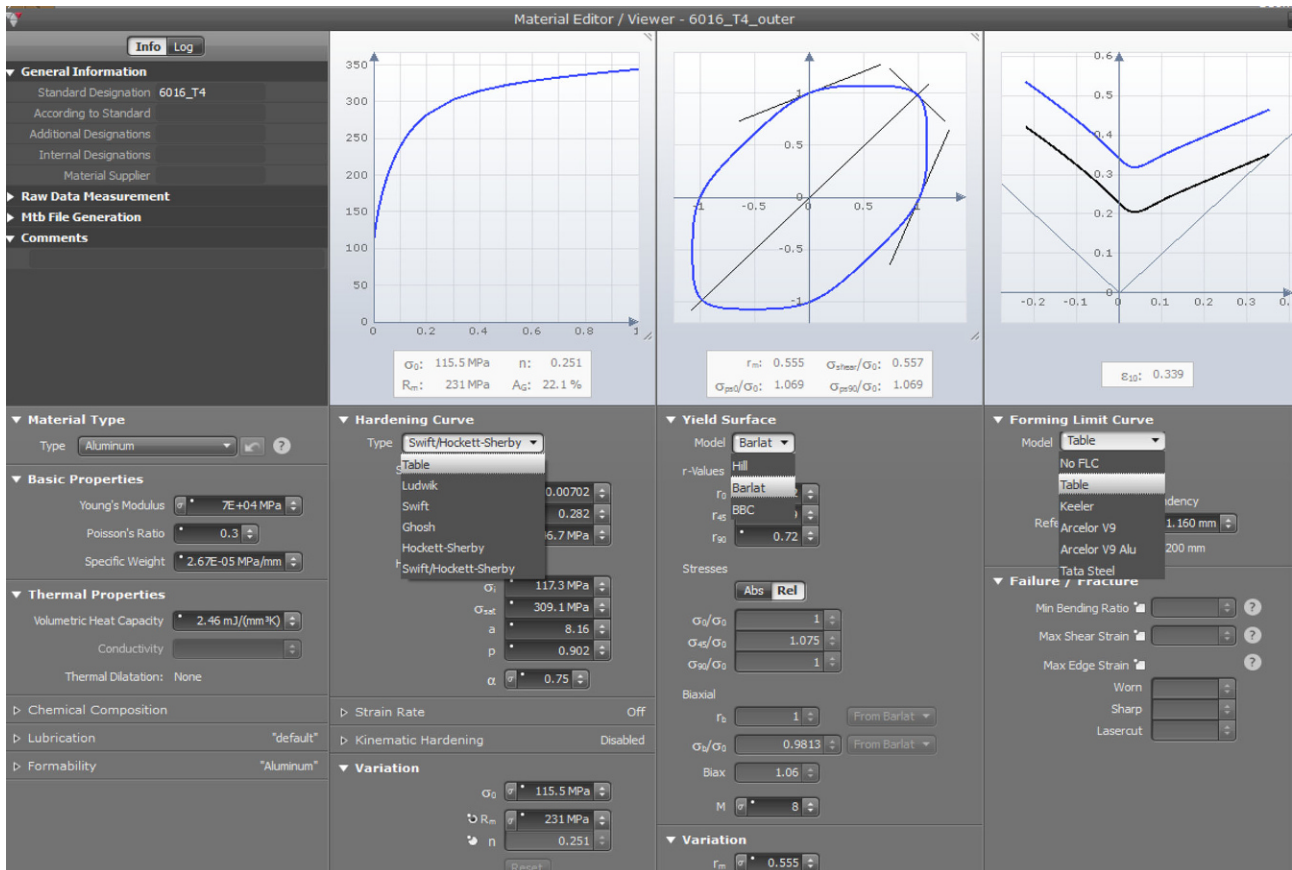 Material Editor / Viewer - 6016_T4_outer
Info Log
General Information
Standard Designation 6016_T4
According to Standard
Additional Designations
Internal Designations
Material Supplier
Raw Data Measurement
Mtb File Generation
Comments
350
300
250
200
150
100
50
0
0 0.2 0.4 0.6 0.8 1
σ₀: 115.5 MPa n: 0.251
Rₘ: 231 MPa A_G: 22.1 %
1
0.5
0
-1 -0.5 0.5 1
-0.5
-1
rₘ: 0.555 σshear/σ₀: 0.557
σps0/σ₀: 1.069 σps90/σ₀: 1.069
0.6
0.5
0.4
0.3
0.2
0.1
0
-0.2 -0.1 0 0.1 0.2 0.3 0.
ε₁₀: 0.339
Material Type
Type Aluminum ?
Basic Properties
Young's Modulus σ 7E+04 MPa
Poisson's Ratio 0.3
Specific Weight 2.67E-05 MPa/mm
Thermal Properties
Volumetric Heat Capacity 2.46 mJ/(mm³K)
Conductivity
Thermal Dilatation: None
Chemical Composition
Lubrication "default"
Formability "Aluminum"
Hardening Curve
Type Swift/Hockett-Sherby
Table
Ludwik
Swift
Ghosh
Hockett-Sherby
Swift/Hockett-Sherby
0.00702
0.282
6.7 MPa
σᵢ 117.3 MPa
σsat 309.1 MPa
a 8.16
p 0.902
α σ 0.75
Strain Rate Off
Kinematic Hardening Disabled
Variation
σ₀ σ 115.5 MPa
Rₘ σ 231 MPa
n 0.251
Reset
Yield Surface
Model Barlat
Hill
Barlat
BBC
r-Values
r₀
r₄₅
r₉₀ 0.72
Stresses
Abs Rel
σ₀/σ₀ 1
σ₄₅/σ₀ 1.075
σ₉₀/σ₀ 1
Biaxial
r_b 1 From Barlat
σ_b/σ₀ 0.9813 From Barlat
Biax 1.06
M σ 8
Variation
rₘ σ 0.555
Forming Limit Curve
Model Table
No FLC
Table
Keeler
Arcelor V9
Arcelor V9 Alu
Tata Steel
1.160 mm
200 mm
Failure / Fracture
Min Bending Ratio ?
Max Shear Strain ?
Max Edge Strain ?
Worn
Sharp
Lasercut